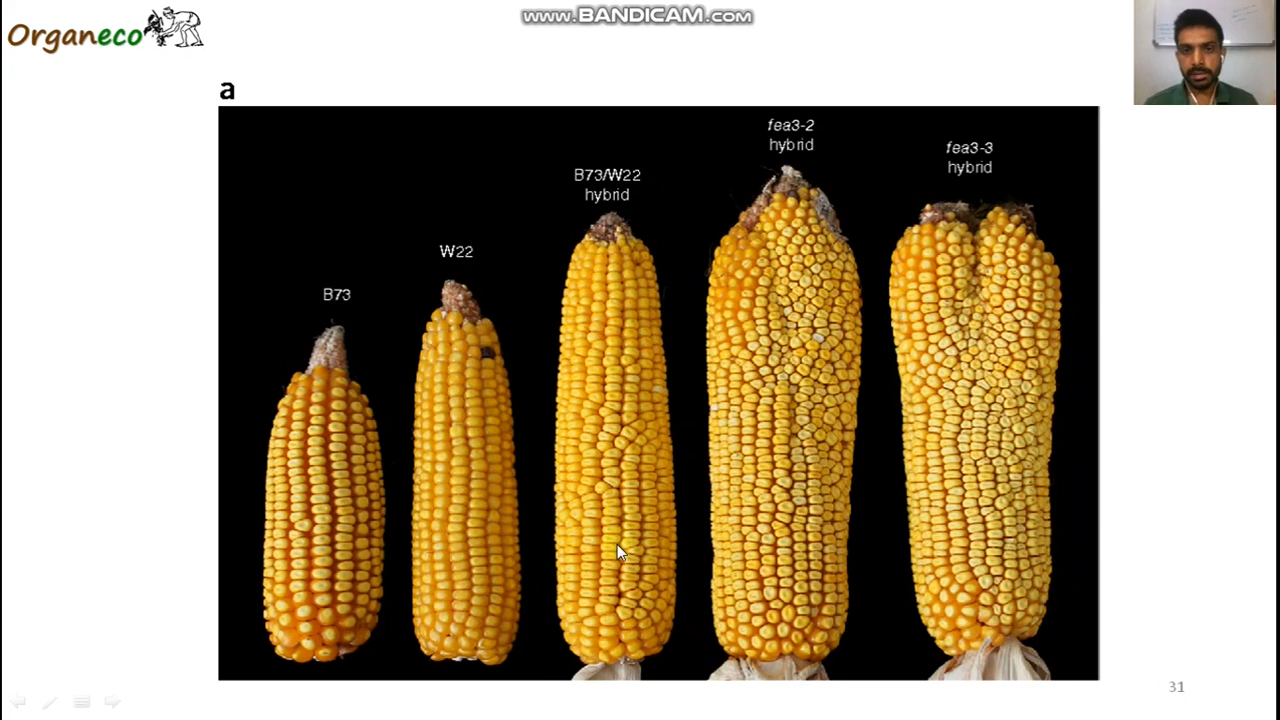 Organeco
www.BANDICAM.com
a
B73
W22
B73/W22
hybrid
fea3-2
hybrid
fea3-3
hybrid
31